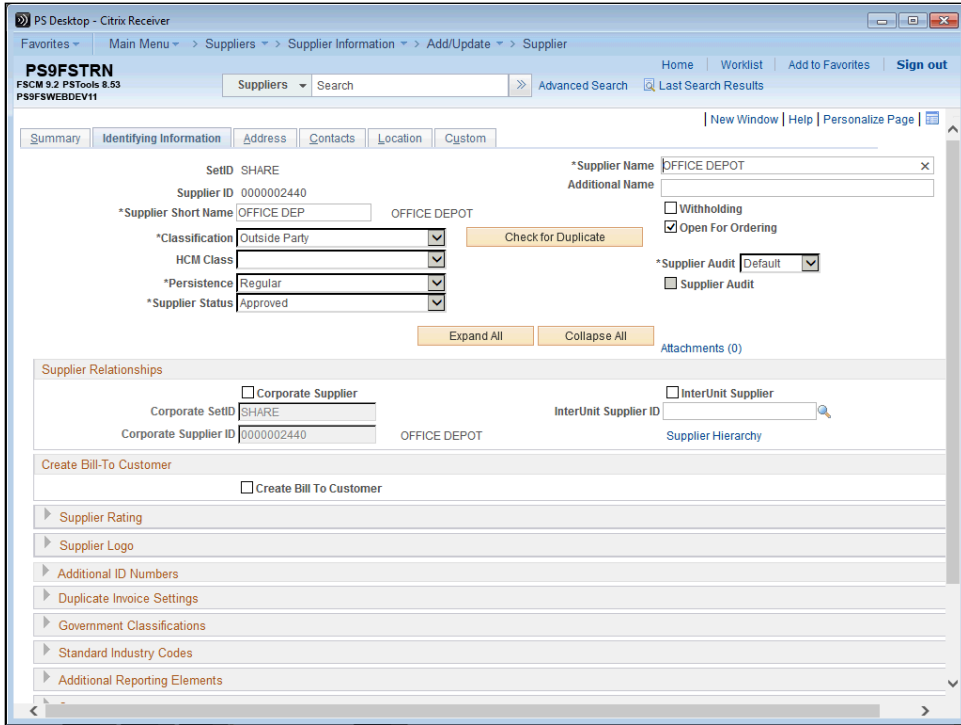 PS Desktop - Citrix Receiver
Favorites Main Menu > Suppliers > Supplier Information > Add/Update > Supplier
PS9FSTRN
FSCM 9.2 PSTools 8.53
PS9FSWEBDEV11
Home Worklist Add to Favorites Sign out
Suppliers Search Advanced Search Last Search Results
New Window Help Personalize Page
Summary Identifying Information Address Contacts Location Custom
SetID SHARE
*Supplier Name OFFICE DEPOT
Supplier ID 0000002440
Additional Name
*Supplier Short Name OFFICE DEP OFFICE DEPOT
Withholding
Open For Ordering
*Classification Outside Party
Check for Duplicate
HCM Class
*Supplier Audit Default
*Persistence Regular
Supplier Audit
*Supplier Status Approved
Expand All Collapse All
Attachments (0)
Supplier Relationships
Corporate Supplier InterUnit Supplier
Corporate SetID SHARE InterUnit Supplier ID
Corporate Supplier ID 0000002440 OFFICE DEPOT Supplier Hierarchy
Create Bill-To Customer
Create Bill To Customer
Supplier Rating
Supplier Logo
Additional ID Numbers
Duplicate Invoice Settings
Government Classifications
Standard Industry Codes
Additional Reporting Elements